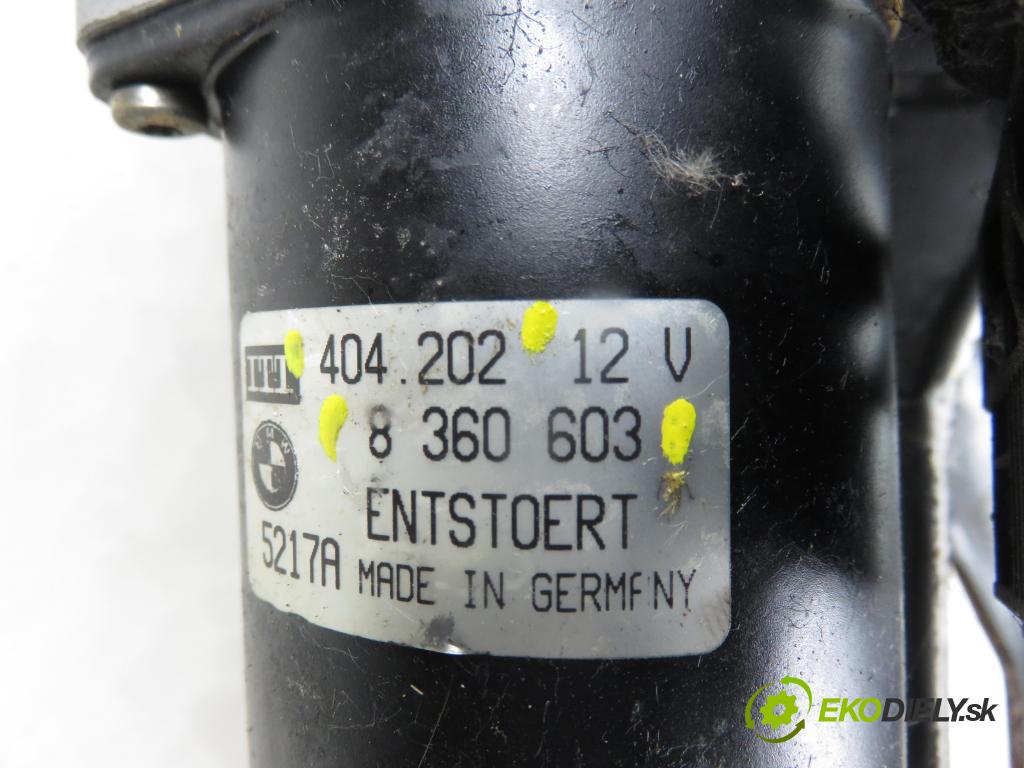 404.202 12 V
8 360 603
ENTSTOERT
5217A MADE IN GERMANY
EKODIELY.sk